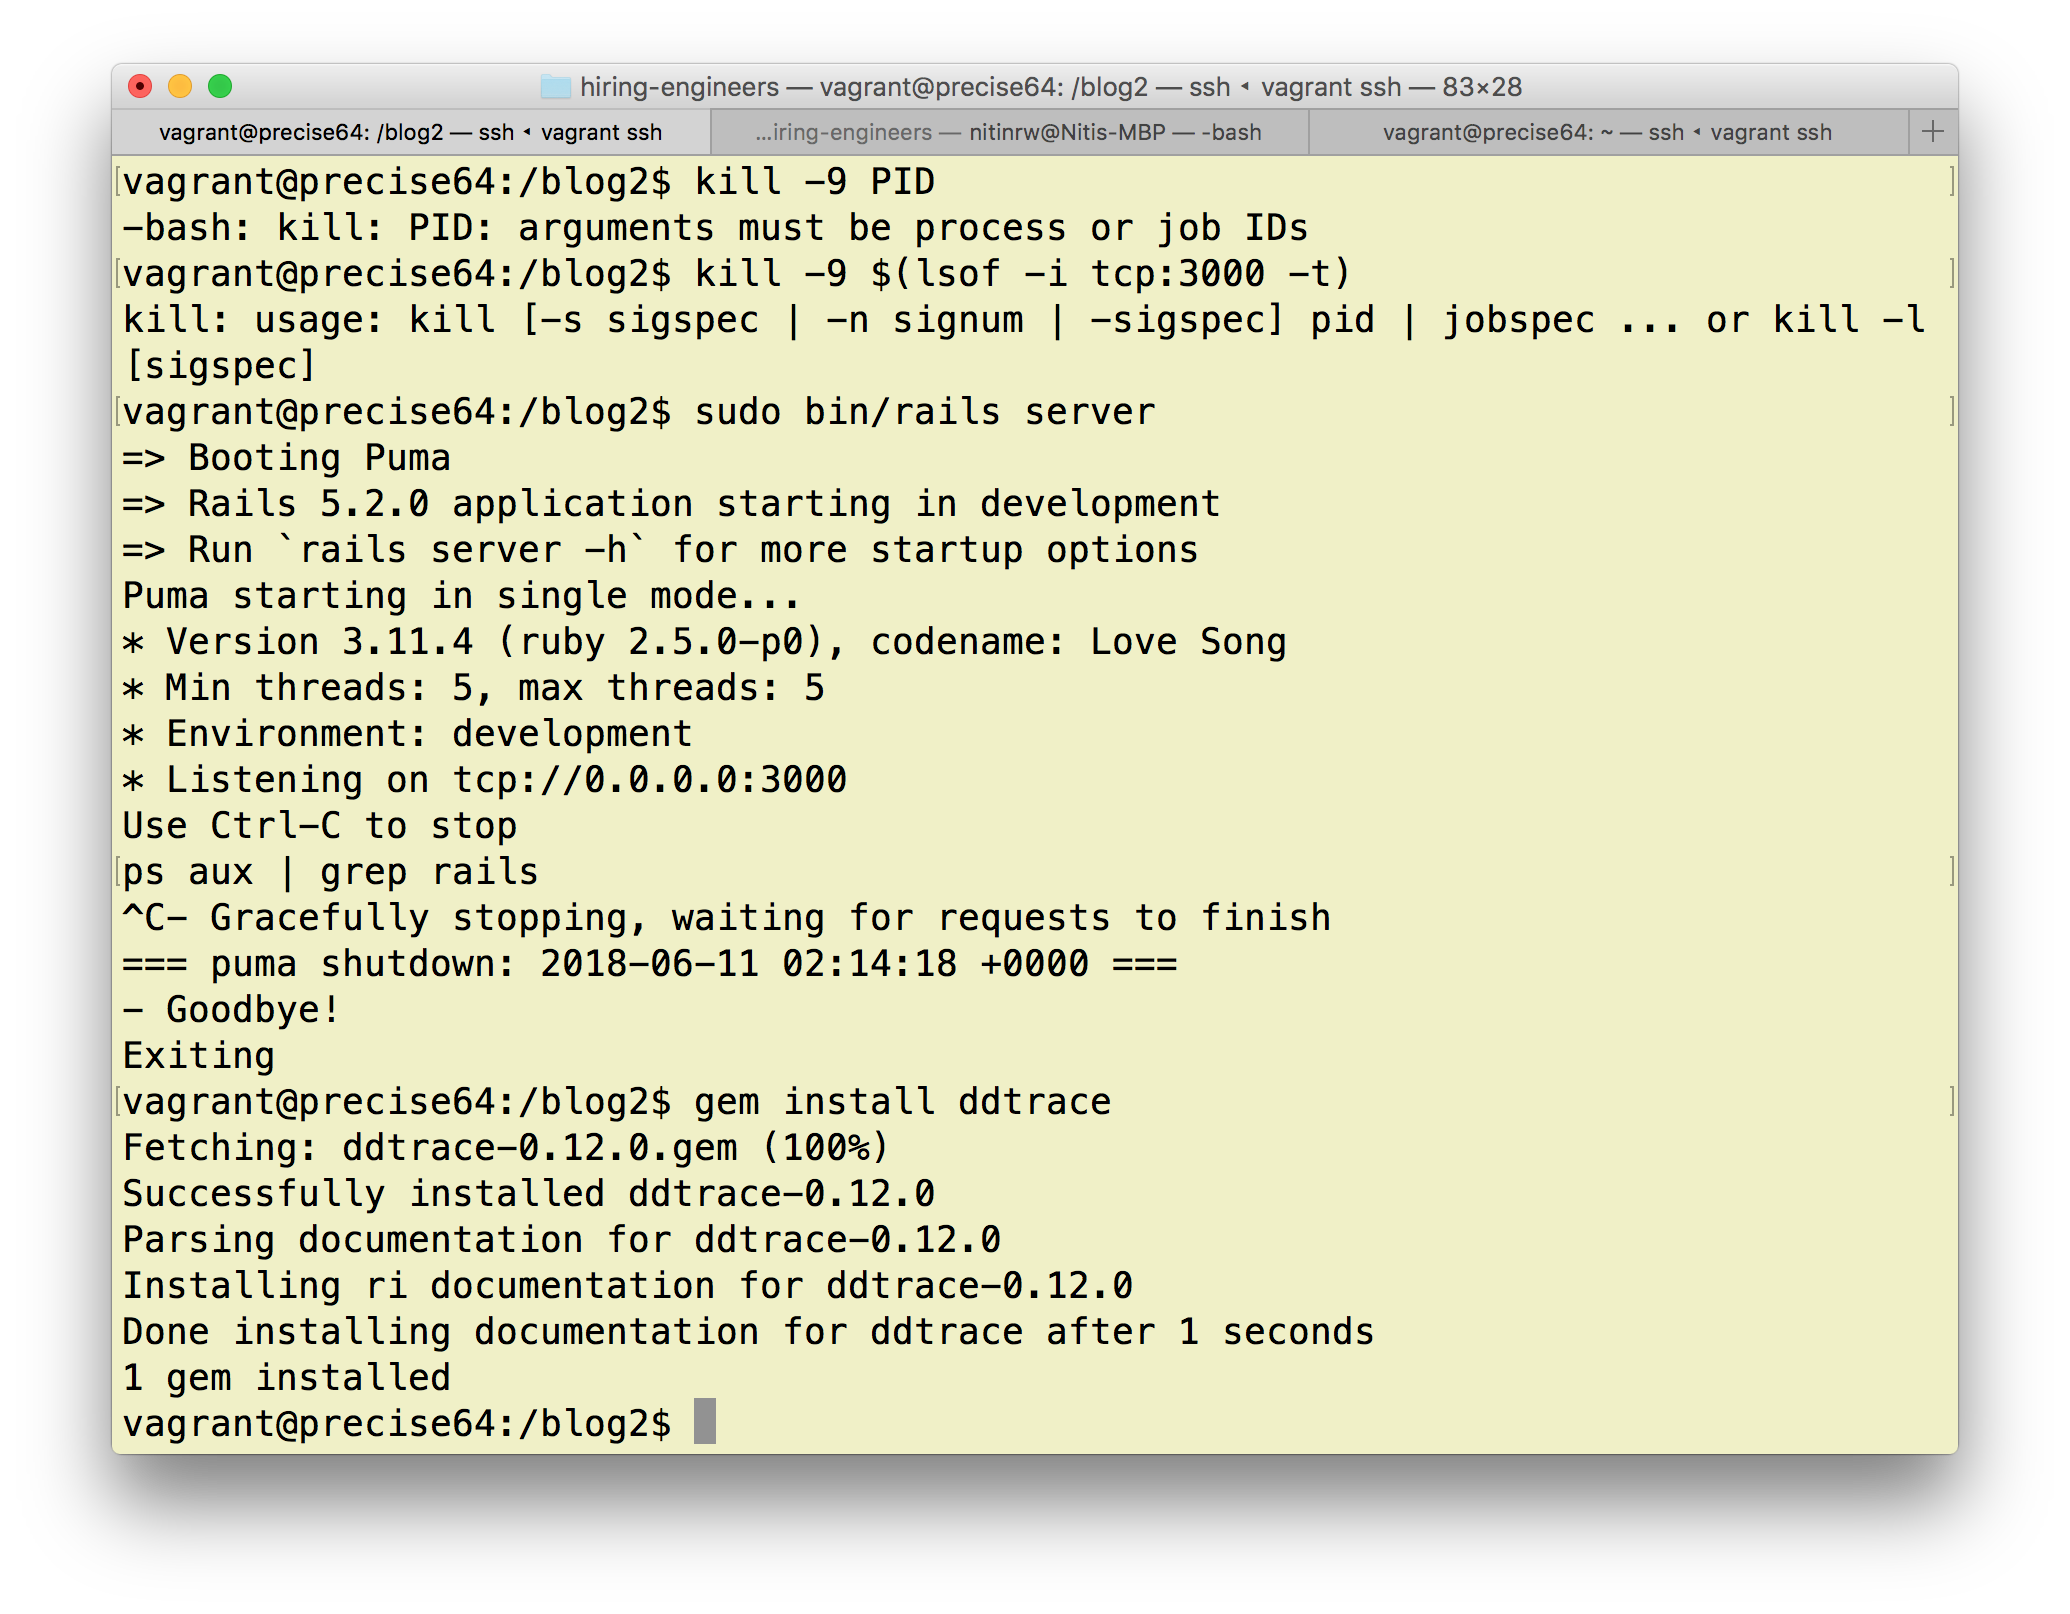 hiring-engineers — vagrant@precise64: /blog2 — ssh ◂ vagrant ssh — 83×28
vagrant@precise64: /blog2 — ssh ◂ vagrant ssh
...iring-engineers — nitinrw@Nitis-MBP — -bash
vagrant@precise64: ~ — ssh ◂ vagrant ssh
[vagrant@precise64:/blog2$ kill -9 PID ]
-bash: kill: PID: arguments must be process or job IDs
[vagrant@precise64:/blog2$ kill -9 $(lsof -i tcp:3000 -t) ]
kill: usage: kill [-s sigspec | -n signum | -sigspec] pid | jobspec ... or kill -l
[sigspec]
[vagrant@precise64:/blog2$ sudo bin/rails server ]
=> Booting Puma
=> Rails 5.2.0 application starting in development
=> Run `rails server -h` for more startup options
Puma starting in single mode...
* Version 3.11.4 (ruby 2.5.0-p0), codename: Love Song
* Min threads: 5, max threads: 5
* Environment: development
* Listening on tcp://0.0.0.0:3000
Use Ctrl-C to stop
[ps aux | grep rails ]
^C- Gracefully stopping, waiting for requests to finish
=== puma shutdown: 2018-06-11 02:14:18 +0000 ===
- Goodbye!
Exiting
[vagrant@precise64:/blog2$ gem install ddtrace ]
Fetching: ddtrace-0.12.0.gem (100%)
Successfully installed ddtrace-0.12.0
Parsing documentation for ddtrace-0.12.0
Installing ri documentation for ddtrace-0.12.0
Done installing documentation for ddtrace after 1 seconds
1 gem installed
vagrant@precise64:/blog2$